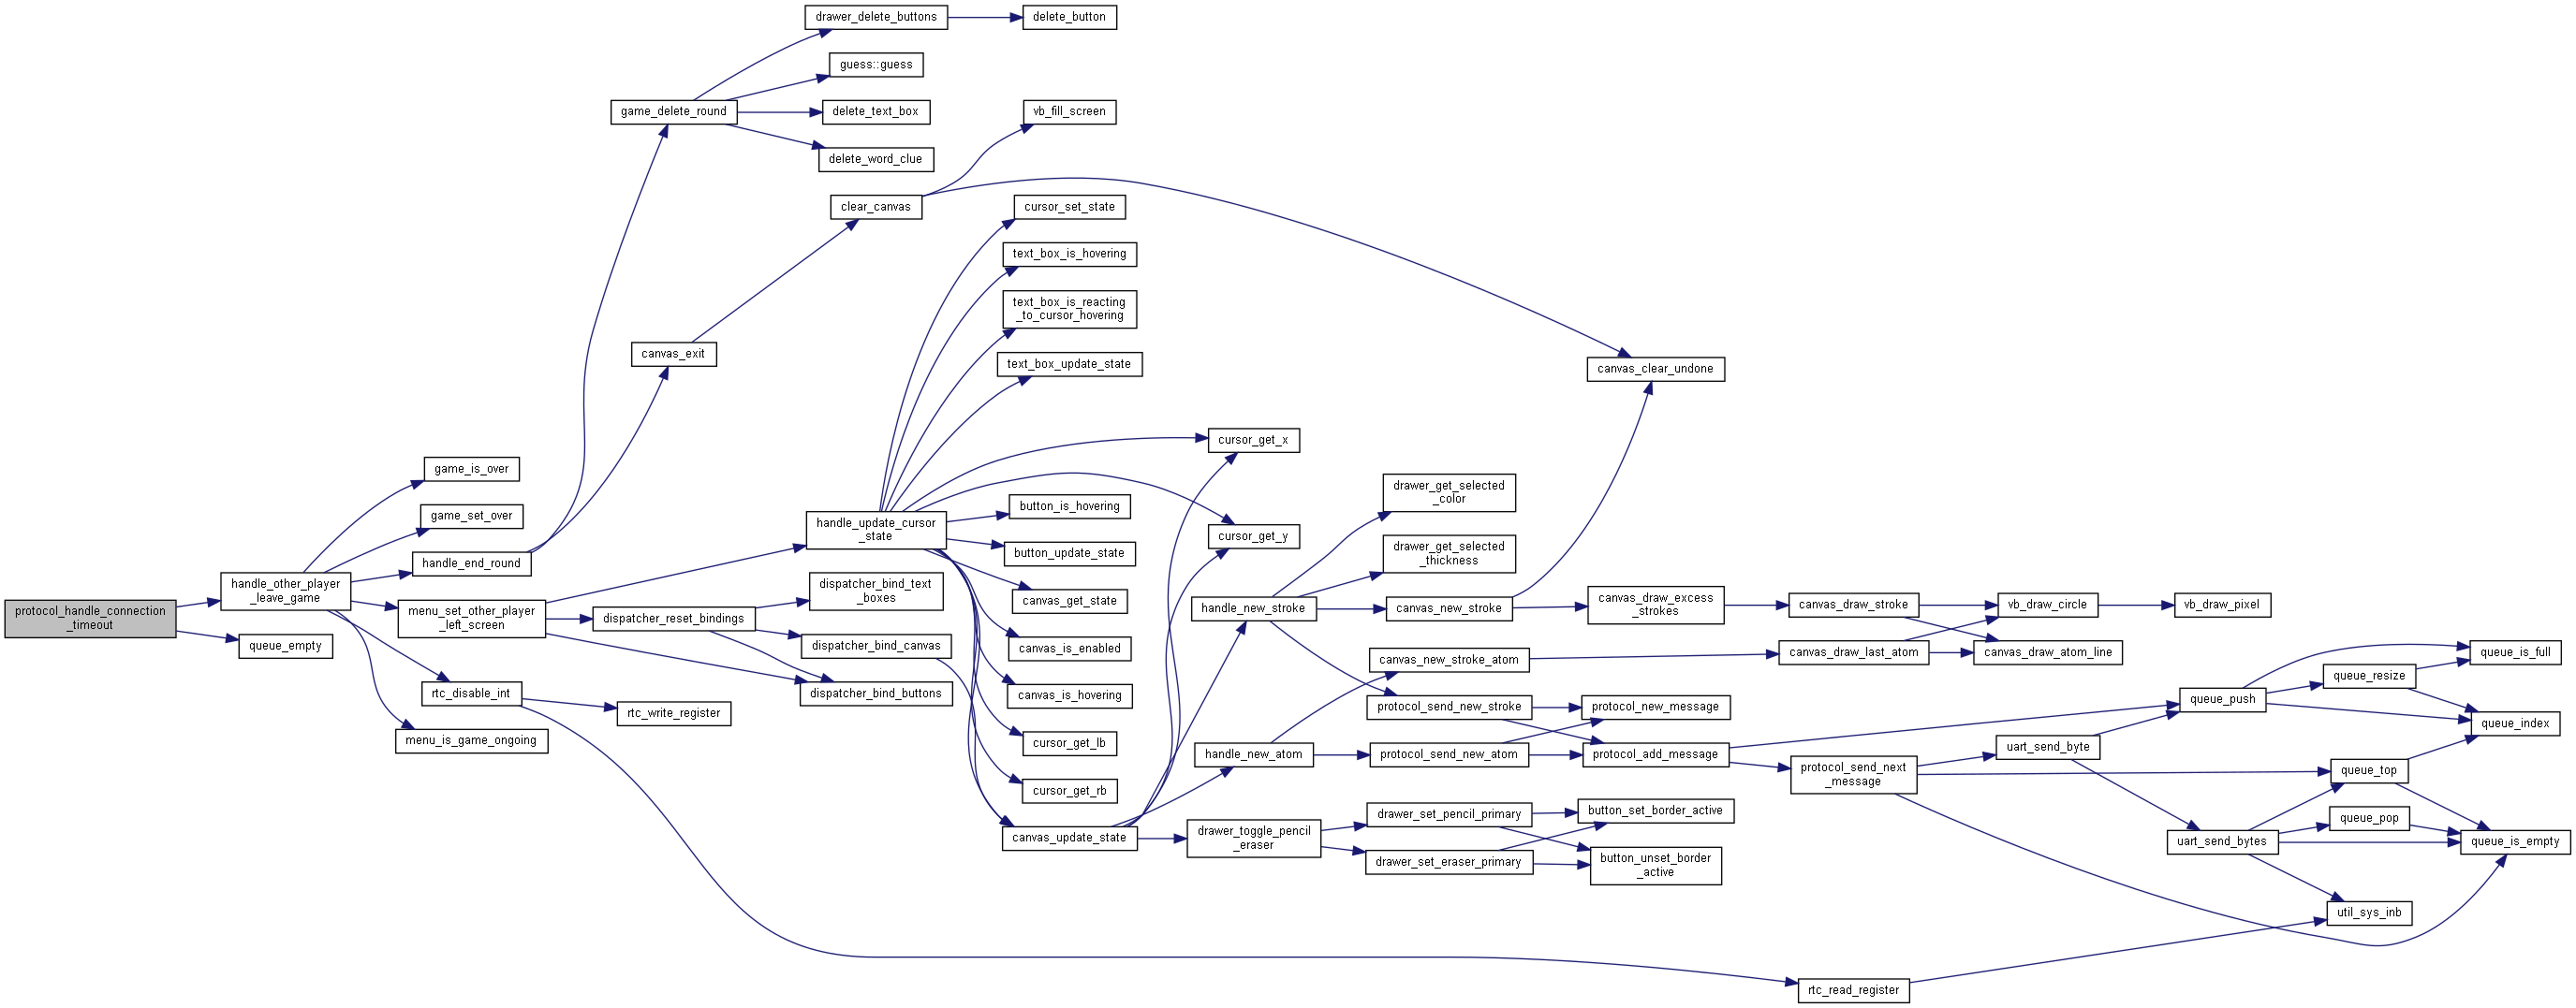 drawer_delete_buttons
delete_button
guess::guess
game_delete_round
delete_text_box
vb_fill_screen
delete_word_clue
clear_canvas
cursor_set_state
text_box_is_hovering
text_box_is_reacting
_to_cursor_hovering
canvas_exit
text_box_update_state
canvas_clear_undone
cursor_get_x
game_is_over
drawer_get_selected
_color
button_is_hovering
game_set_over
handle_update_cursor
_state
cursor_get_y
button_update_state
drawer_get_selected
_thickness
handle_end_round
handle_other_player
_leave_game
dispatcher_bind_text
_boxes
canvas_get_state
protocol_handle_connection
_timeout
menu_set_other_player
_left_screen
dispatcher_reset_bindings
handle_new_stroke
canvas_new_stroke
canvas_draw_excess
_strokes
canvas_draw_stroke
vb_draw_circle
vb_draw_pixel
queue_empty
dispatcher_bind_canvas
canvas_is_enabled
canvas_new_stroke_atom
canvas_draw_last_atom
canvas_draw_atom_line
queue_is_full
queue_resize
rtc_disable_int
dispatcher_bind_buttons
canvas_is_hovering
protocol_send_new_stroke
protocol_new_message
queue_push
rtc_write_register
queue_index
menu_is_game_ongoing
cursor_get_lb
handle_new_atom
protocol_send_new_atom
protocol_add_message
uart_send_byte
protocol_send_next
_message
queue_top
cursor_get_rb
drawer_set_pencil_primary
button_set_border_active
queue_pop
canvas_update_state
drawer_toggle_pencil
_eraser
uart_send_bytes
queue_is_empty
drawer_set_eraser_primary
button_unset_border
_active
util_sys_inb
rtc_read_register